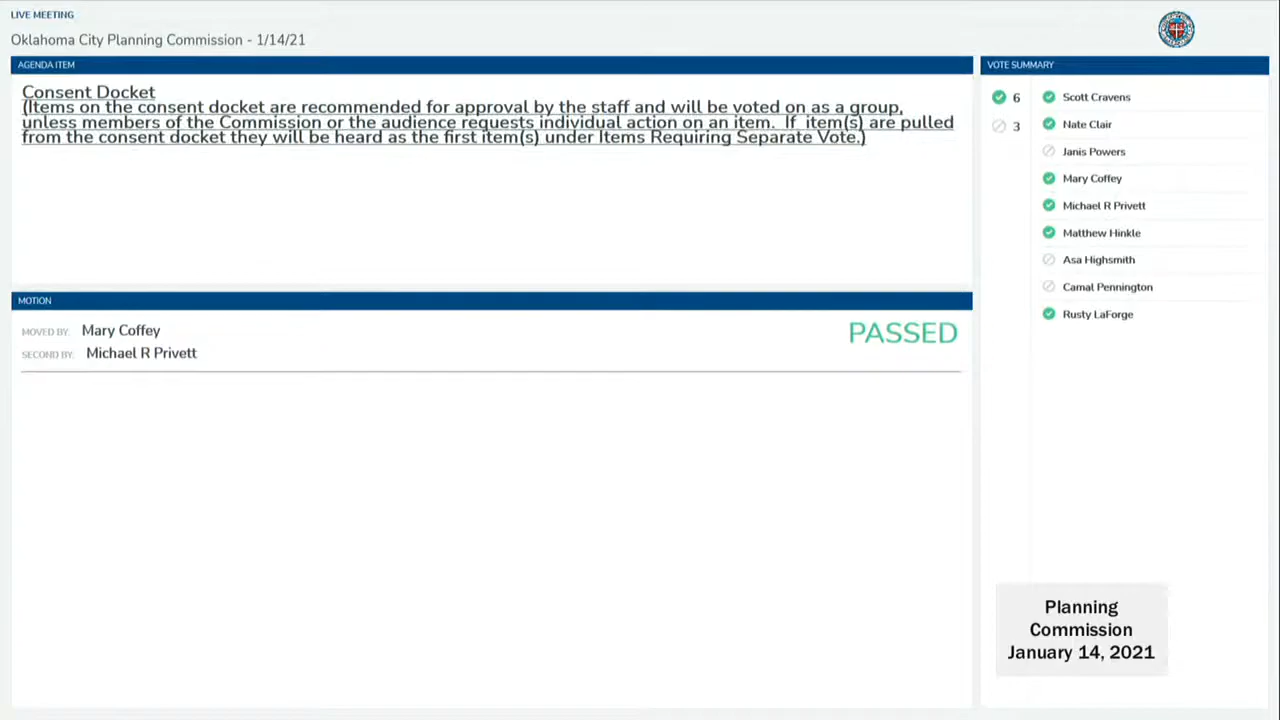 LIVE MEETING
Oklahoma City Planning Commission - 1/14/21
AGENDA ITEM
Consent Docket
(Items on the consent docket are recommended for approval by the staff and will be voted on as a group,
unless members of the Commission or the audience requests individual action on an item.  If  item(s) are pulled
from the consent docket they will be heard as the first item(s) under Items Requiring Separate Vote.)
MOTION
MOVED BY: Mary Coffey
SECOND BY: Michael R Privett
PASSED
VOTE SUMMARY
6
3
Scott Cravens
Nate Clair
Janis Powers
Mary Coffey
Michael R Privett
Matthew Hinkle
Asa Highsmith
Camal Pennington
Rusty LaForge
Planning
Commission
January 14, 2021